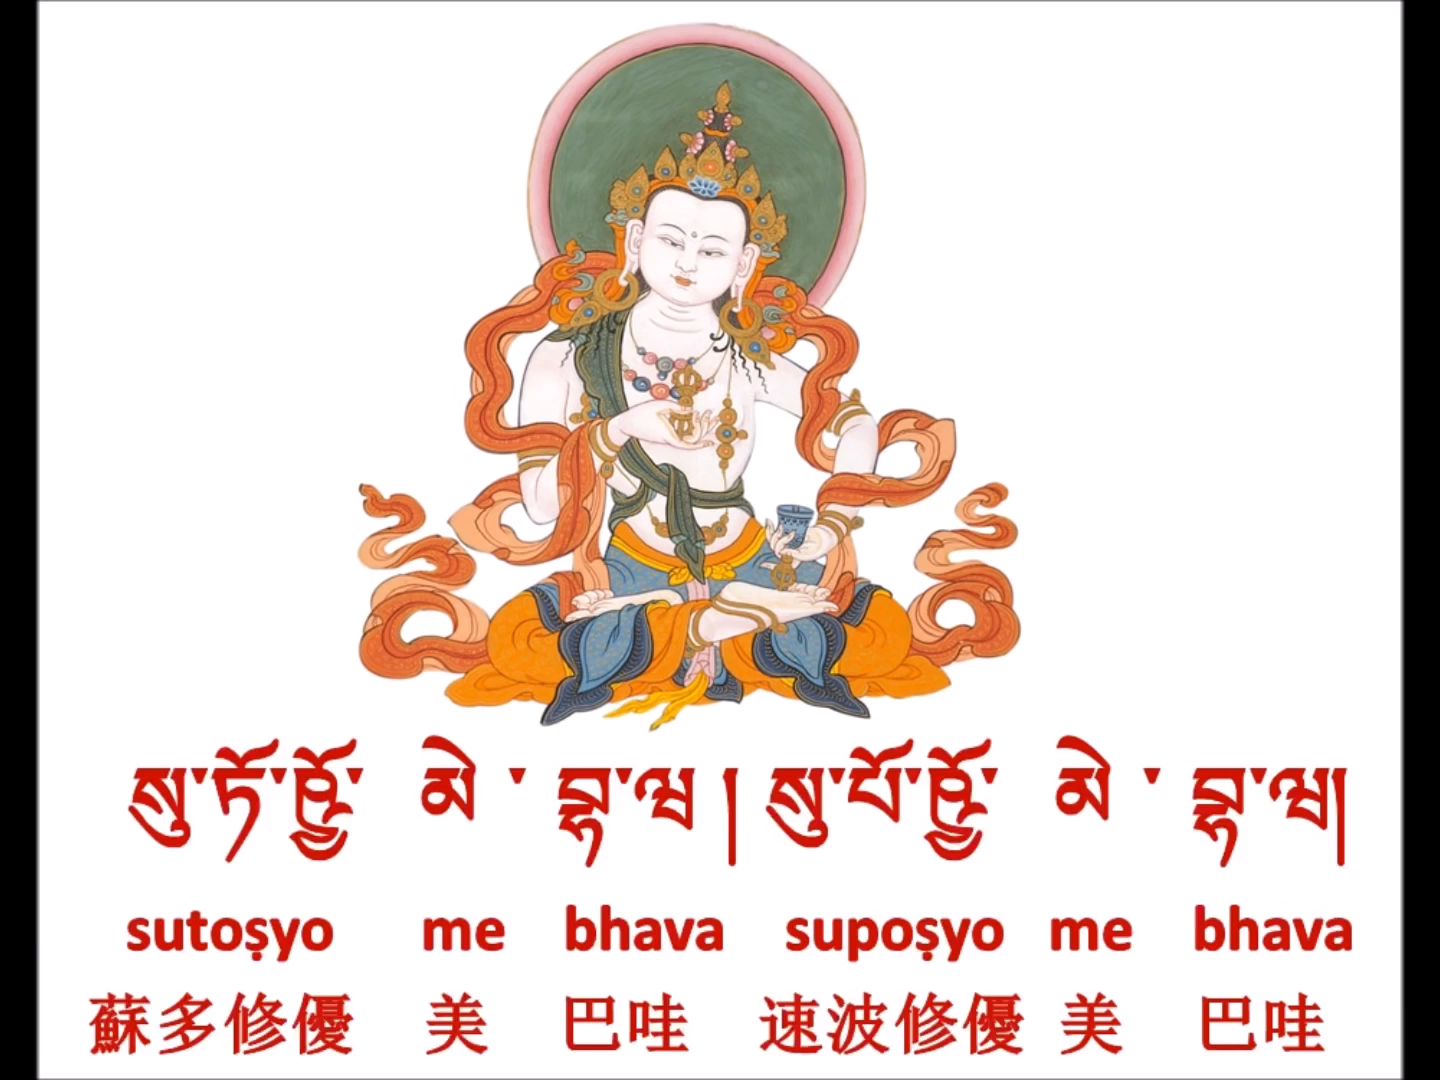 སུ་ཏོ་ཥྱོ་ མེ ་ བྷ་ཝ །སུ་པོ་ཥྱོ་ མེ ་ བྷ་ཝ།
sutoṣyo me bhava supoṣyo me bhava
蘇多修優 美 巴哇 速波修優 美 巴哇